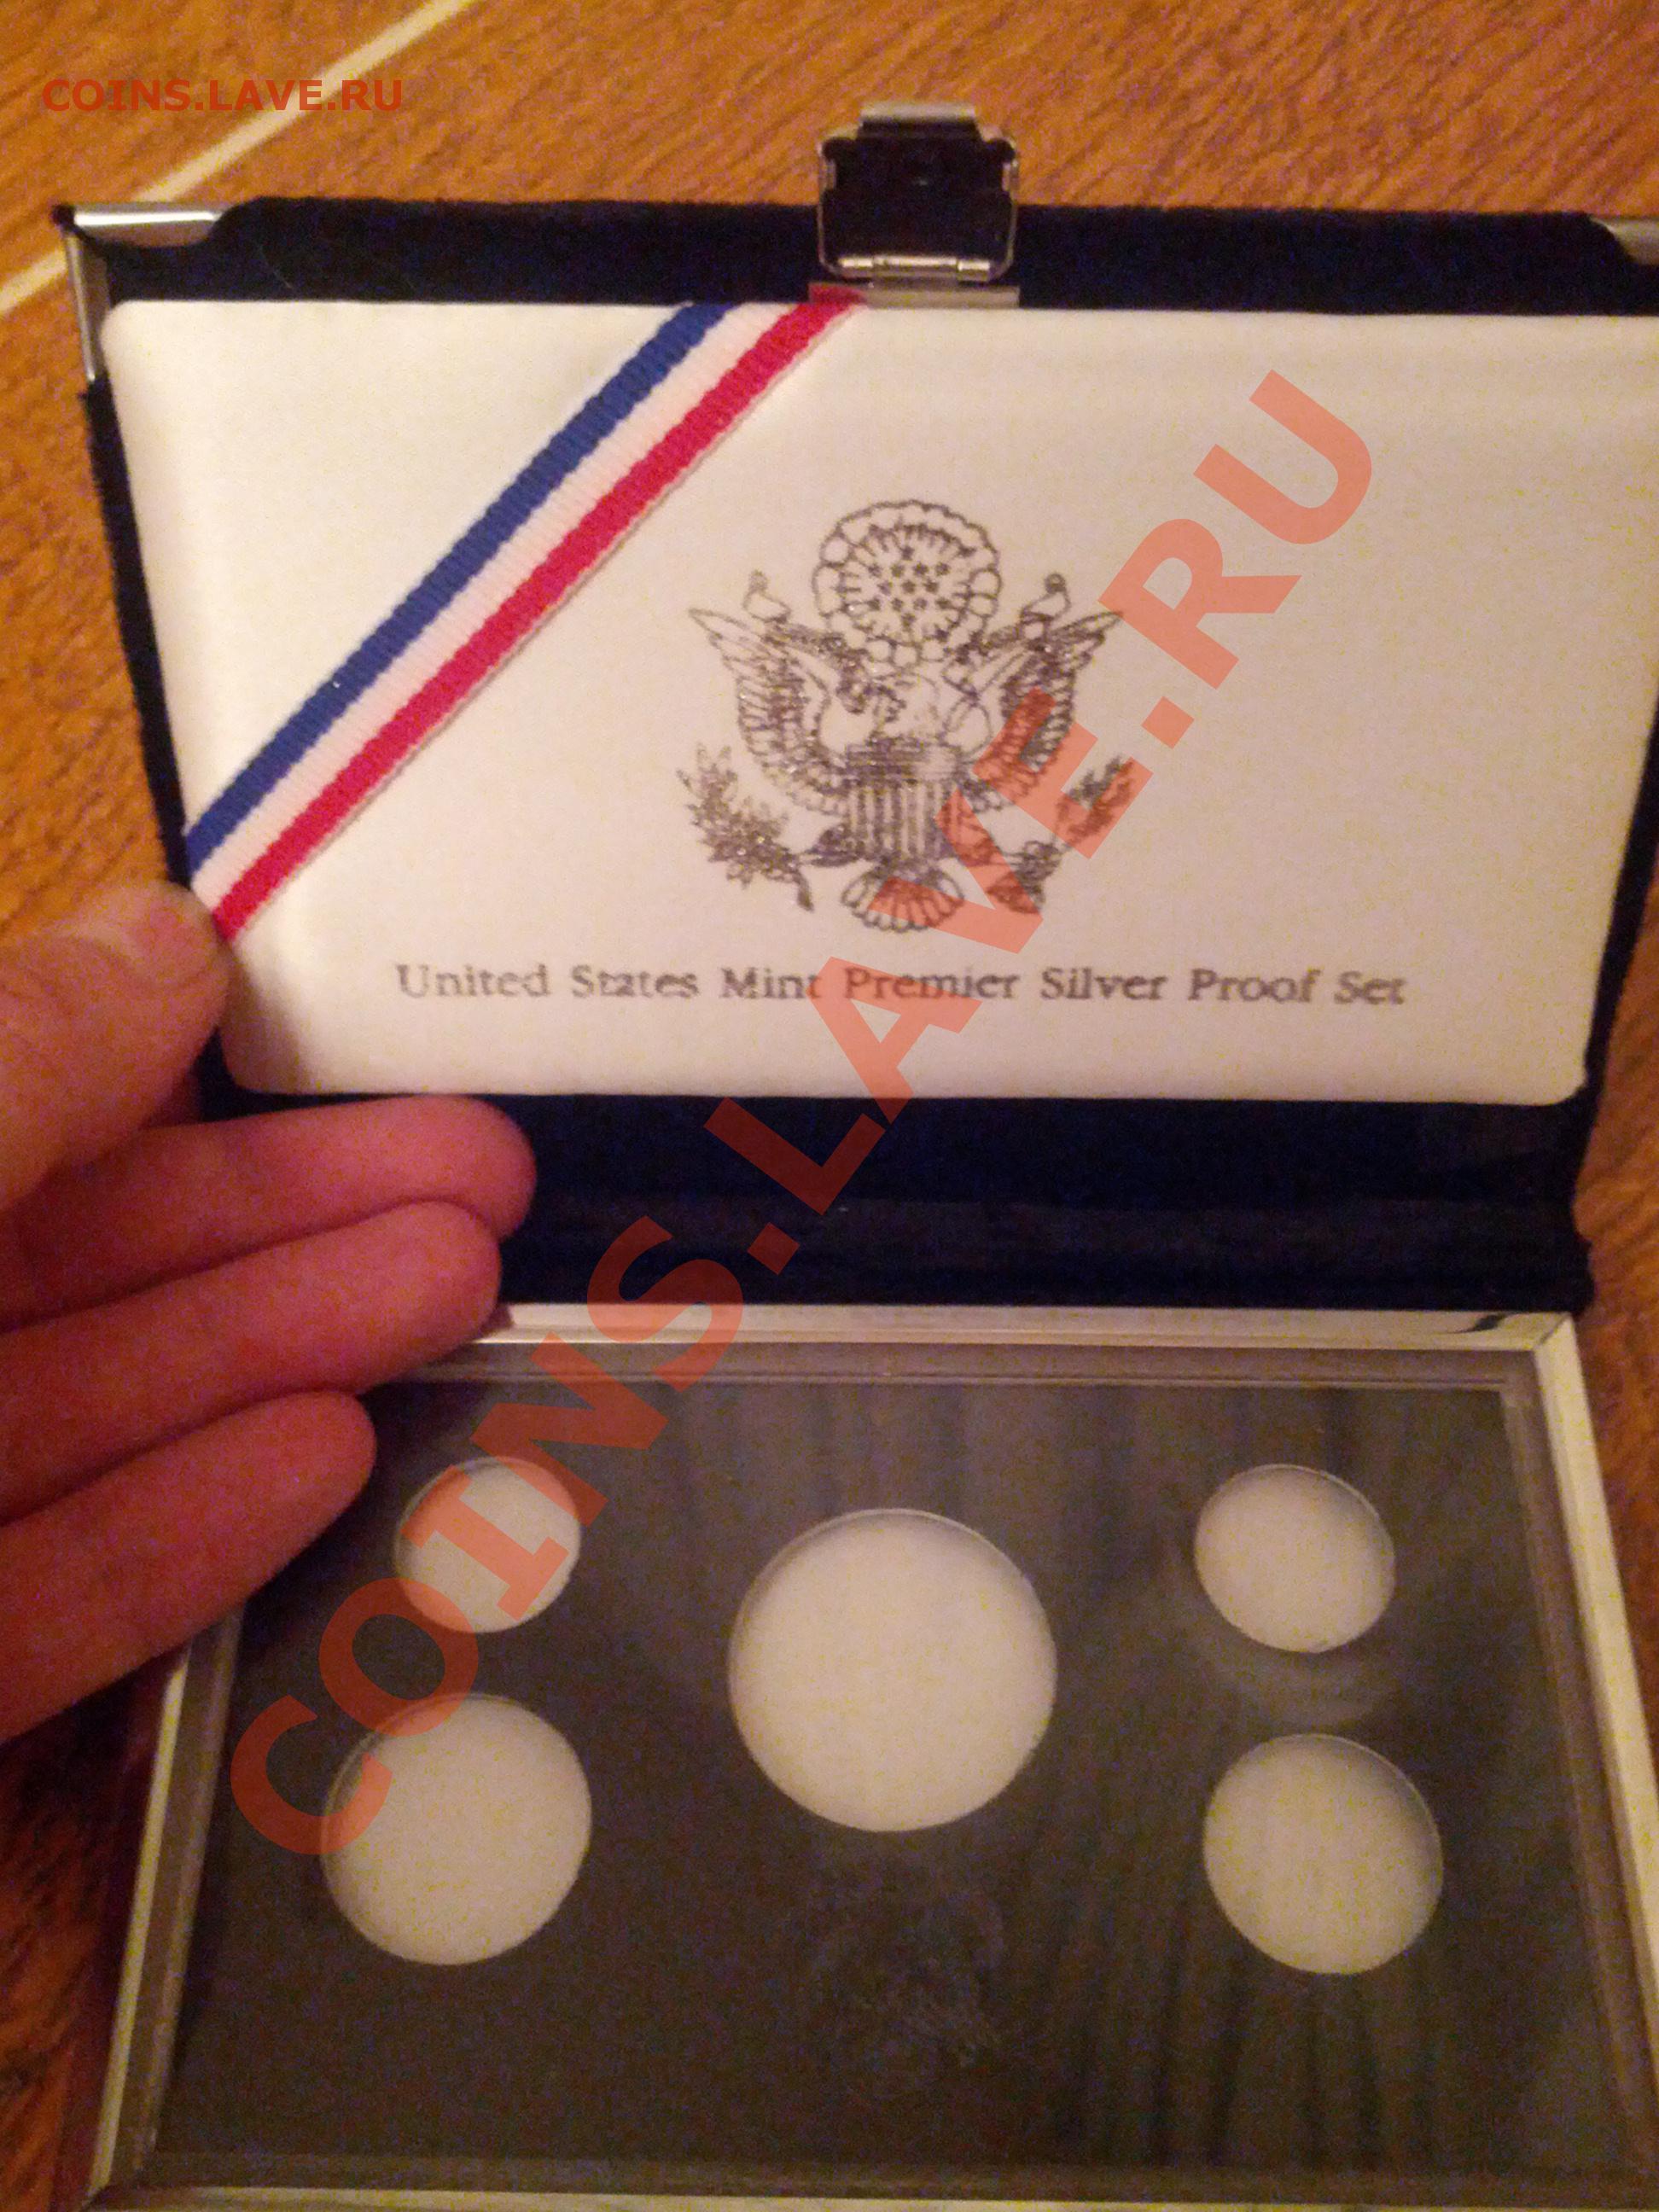 COINS.LAVE.RU
United States Mint Premier Silver Proof Set
COINS.LAVE.RU